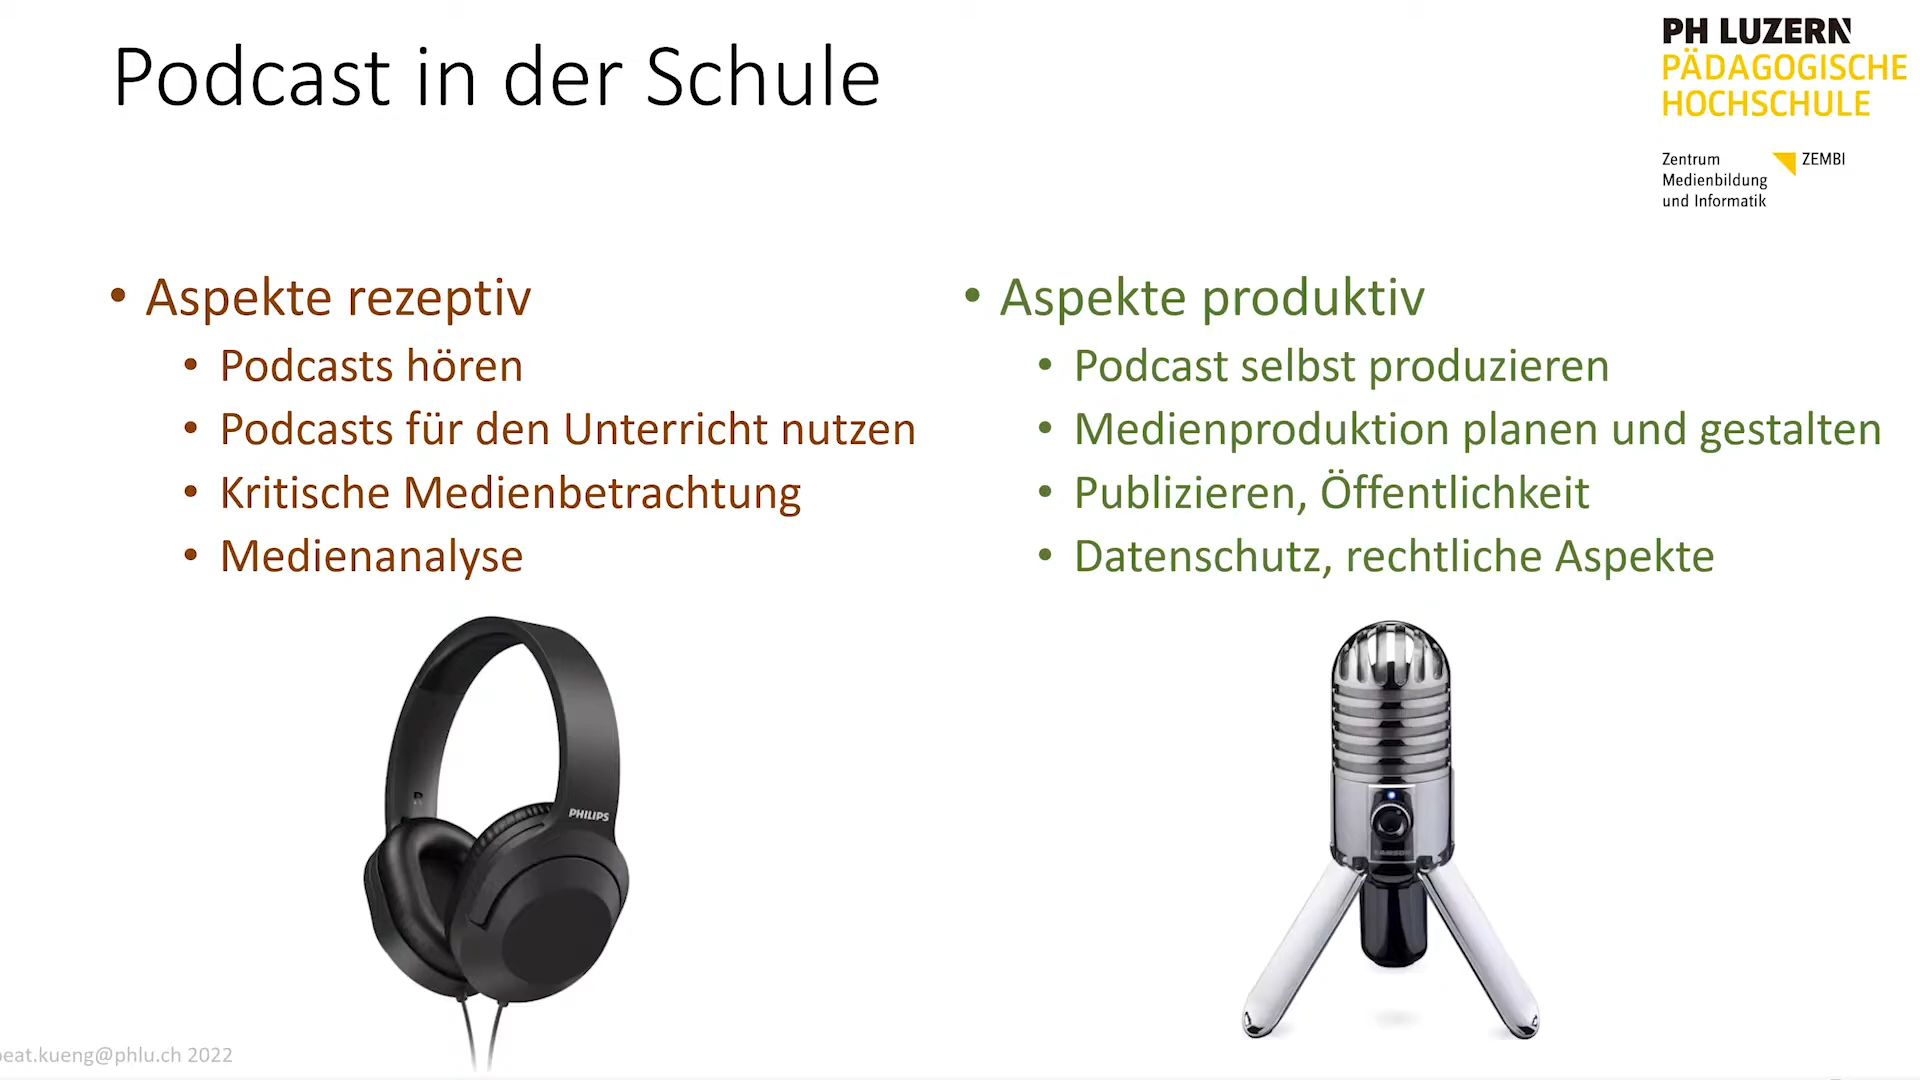 Podcast in der Schule
PH LUZERN
PÄDAGOGISCHE
HOCHSCHULE
Zentrum
Medienbildung
und Informatik
ZEMBI
• Aspekte rezeptiv
• Podcasts hören
• Podcasts für den Unterricht nutzen
• Kritische Medienbetrachtung
• Medienanalyse
• Aspekte produktiv
• Podcast selbst produzieren
• Medienproduktion planen und gestalten
• Publizieren, Öffentlichkeit
• Datenschutz, rechtliche Aspekte
PHILIPS
R
SAMSON
beat.kueng@phlu.ch 2022